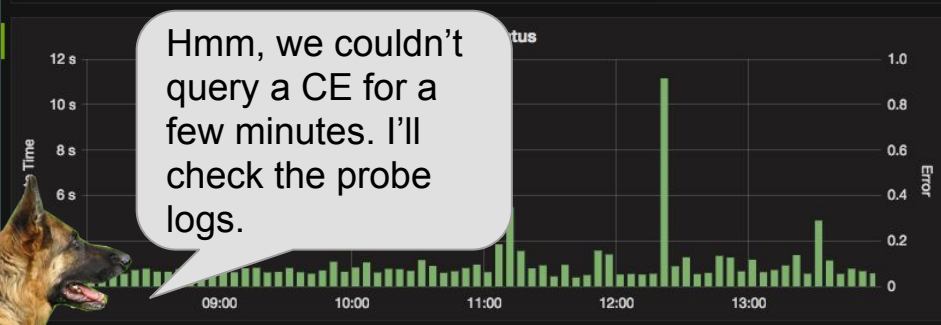 Hmm, we couldn't
query a CE for a
few minutes. I'll
check the probe
logs.
tus
12 s
10 s
8 s
6 s
Time
1.0
0.8
0.6
0.4
0.2
0
Error
09:00
10:00
11:00
12:00
13:00